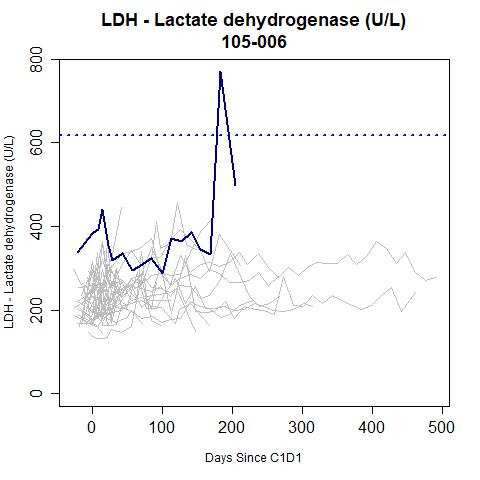 LDH - Lactate dehydrogenase (U/L)
105-006
LDH - Lactate dehydrogenase (U/L)
800
600
400
200
0
0 100 200 300 400 500
Days Since C1D1